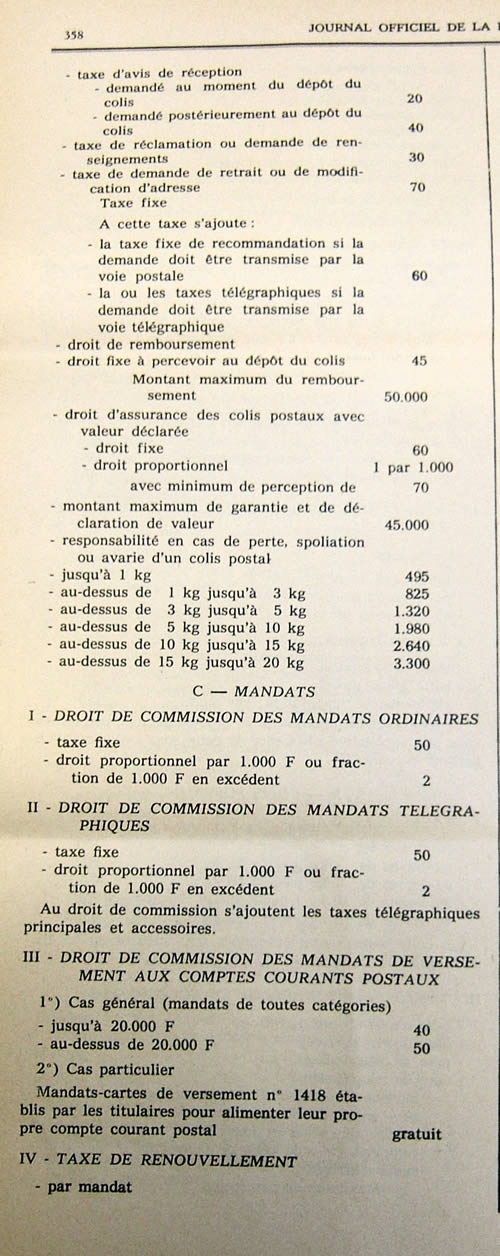 358
JOURNAL OFFICIEL DE LA
- taxe d'avis de réception
- demandé au moment du dépôt du
colis 20
- demandé postérieurement au dépôt du
colis 40
- taxe de réclamation ou demande de ren-
seignements 30
- taxe de demande de retrait ou de modifi-
cation d'adresse 70
Taxe fixe
A cette taxe s'ajoute :
- la taxe fixe de recommandation si la
demande doit être transmise par la
voie postale 60
- la ou les taxes télégraphiques si la
demande doit être transmise par la
voie télégraphique
- droit de remboursement
- droit fixe à percevoir au dépôt du colis 45
Montant maximum du rembour-
sement 50.000
- droit d'assurance des colis postaux avec
valeur déclarée
- droit fixe 60
- droit proportionnel 1 par 1.000
avec minimum de perception de 70
- montant maximum de garantie et de dé-
claration de valeur 45.000
- responsabilité en cas de perte, spoliation
ou avarie d'un colis postal
- jusqu'à 1 kg 495
- au-dessus de 1 kg jusqu'à 3 kg 825
- au-dessus de 3 kg jusqu'à 5 kg 1.320
- au-dessus de 5 kg jusqu'à 10 kg 1.980
- au-dessus de 10 kg jusqu'à 15 kg 2.640
- au-dessus de 15 kg jusqu'à 20 kg 3.300
C — MANDATS
I - DROIT DE COMMISSION DES MANDATS ORDINAIRES
- taxe fixe 50
- droit proportionnel par 1.000 F ou frac-
tion de 1.000 F en excédent 2
II - DROIT DE COMMISSION DES MANDATS TELEGRA-
PHIQUES
- taxe fixe 50
- droit proportionnel par 1.000 F ou frac-
tion de 1.000 F en excédent 2
Au droit de commission s'ajoutent les taxes télégraphiques
principales et accessoires.
III - DROIT DE COMMISSION DES MANDATS DE VERSE-
MENT AUX COMPTES COURANTS POSTAUX
1°) Cas général (mandats de toutes catégories)
- jusqu'à 20.000 F 40
- au-dessus de 20.000 F 50
2°) Cas particulier
Mandats-cartes de versement n° 1418 éta-
blis par les titulaires pour alimenter leur pro-
pre compte courant postal gratuit
IV - TAXE DE RENOUVELLEMENT
- par mandat